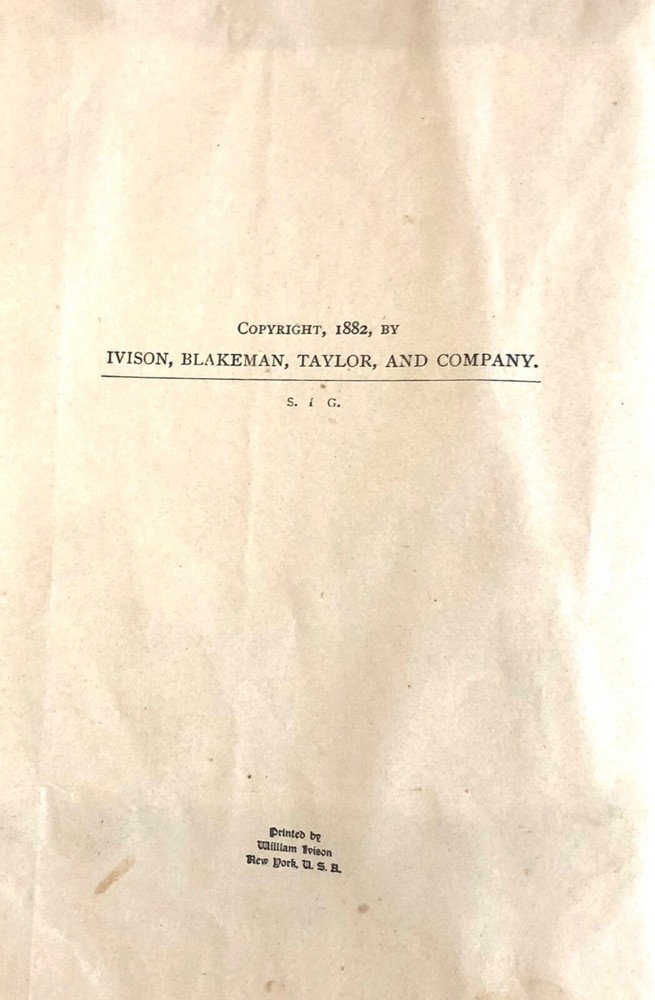 COPYRIGHT, 1882, BY
IVISON, BLAKEMAN, TAYLOR, AND COMPANY.
S. i G.
Printed by
William Ivison
New York, U. S. A.